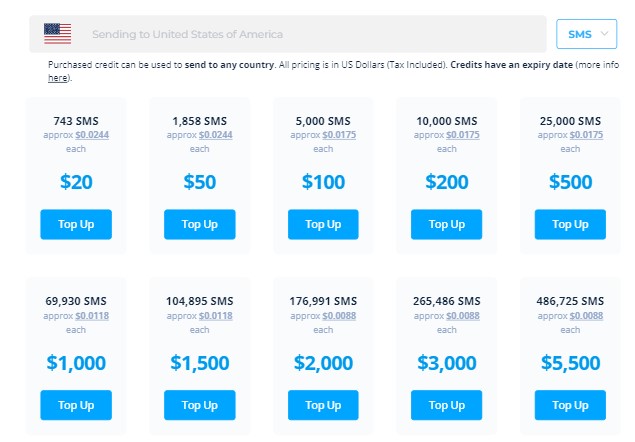 Sending to United States of America
SMS
Purchased credit can be used to send to any country. All pricing is in US Dollars (Tax Included). Credits have an expiry date (more info
here).
743 SMS
approx $0.0244
each
$20
Top Up
1,858 SMS
approx $0.0244
each
$50
Top Up
5,000 SMS
approx $0.0175
each
$100
Top Up
10,000 SMS
approx $0.0175
each
$200
Top Up
25,000 SMS
approx $0.0175
each
$500
Top Up
69,930 SMS
approx $0.0118
each
$1,000
Top Up
104,895 SMS
approx $0.0118
each
$1,500
Top Up
176,991 SMS
approx $0.0088
each
$2,000
Top Up
265,486 SMS
approx $0.0088
each
$3,000
Top Up
486,725 SMS
approx $0.0088
each
$5,500
Top Up